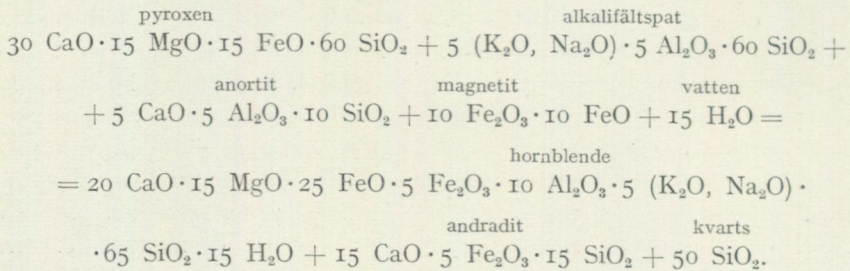 pyroxen alkalifältspat
30 CaO·15 MgO·15 FeO·60 SiO₂ + 5 (K₂O, Na₂O)·5 Al₂O₃·60 SiO₂ +
anortit magnetit vatten
+ 5 CaO·5 Al₂O₃·10 SiO₂ + 10 Fe₂O₃·10 FeO + 15 H₂O =
hornblende
= 20 CaO·15 MgO·25 FeO·5 Fe₂O₃·10 Al₂O₃·5 (K₂O, Na₂O)·
andradit kvarts
·65 SiO₂·15 H₂O + 15 CaO·5 Fe₂O₃·15 SiO₂ + 50 SiO₂.